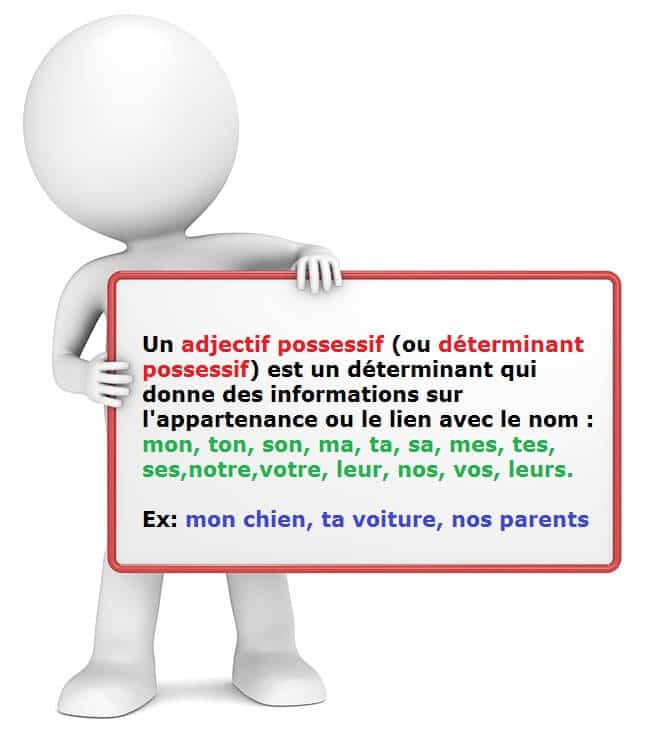 Un adjectif possessif (ou déterminant
possessif) est un déterminant qui
donne des informations sur
l'appartenance ou le lien avec le nom :
mon, ton, son, ma, ta, sa, mes, tes,
ses,notre,votre, leur, nos, vos, leurs.
Ex: mon chien, ta voiture, nos parents